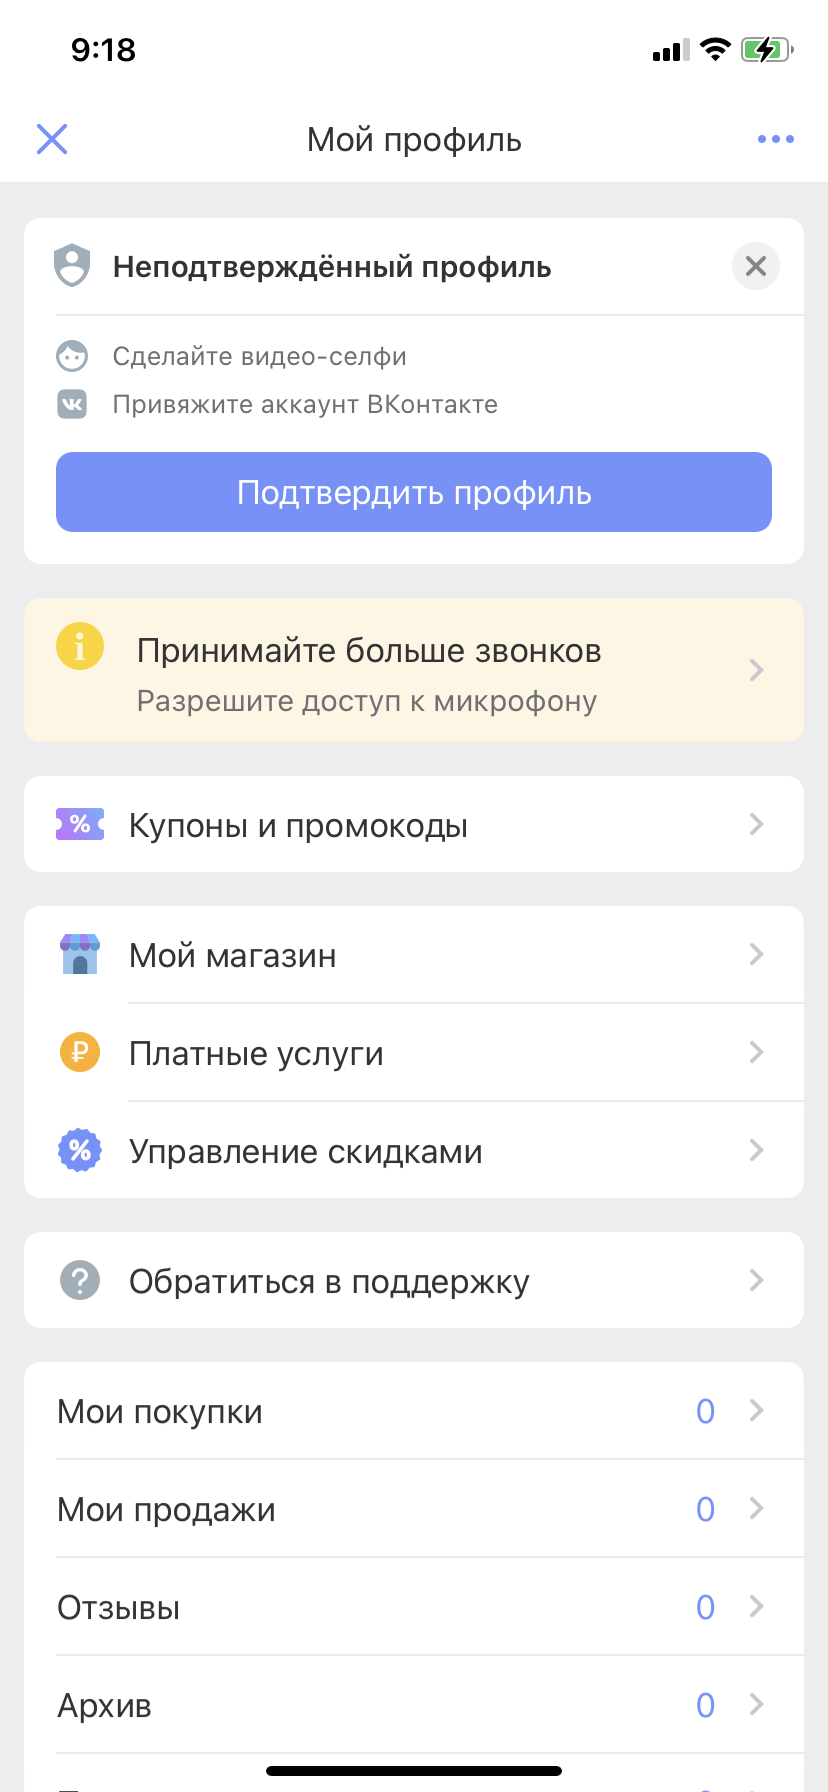 9:18
Мой профиль
Неподтверждённый профиль
Сделайте видео-селфи
Привяжите аккаунт ВКонтакте
Подтвердить профиль
Принимайте больше звонков
Разрешите доступ к микрофону
% Купоны и промокоды
Мой магазин
₽ Платные услуги
% Управление скидками
? Обратиться в поддержку
Мои покупки 0
Мои продажи 0
Отзывы 0
Архив 0